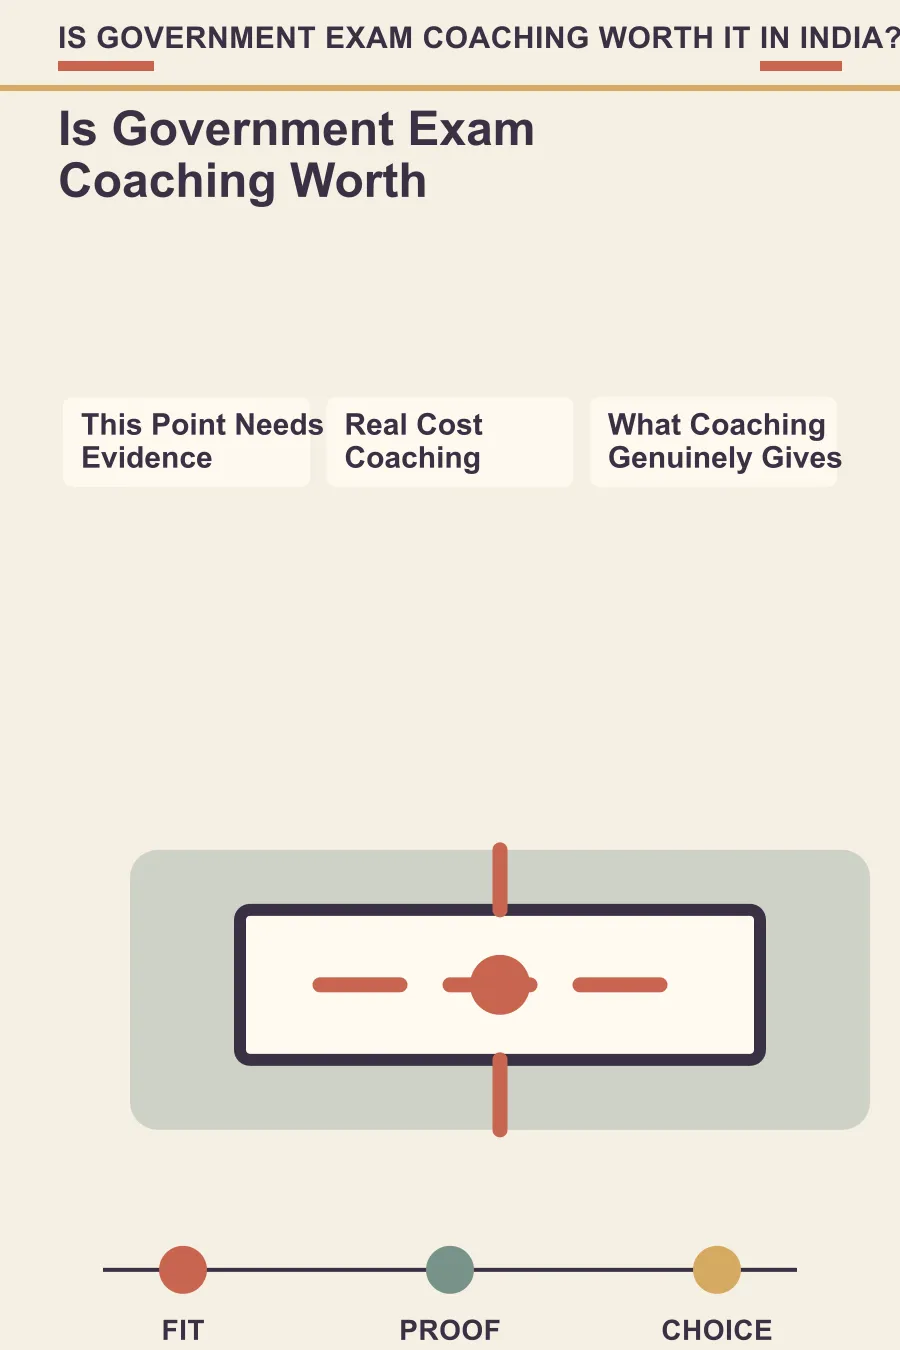 IS GOVERNMENT EXAM COACHING WORTH IT IN INDIA?
Is Government Exam
Coaching Worth
This Point Needs
Evidence
Real Cost
Coaching
What Coaching
Genuinely Gives
FIT
PROOF
CHOICE